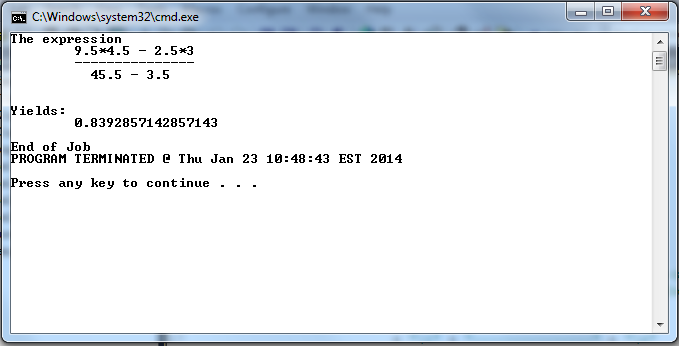 C:\Windows\system32\cmd.exe
The expression
9.5*4.5 - 2.5*3
---------------
45.5 - 3.5
Yields:
0.8392857142857143
End of Job
PROGRAM TERMINATED @ Thu Jan 23 10:48:43 EST 2014
Press any key to continue . . .